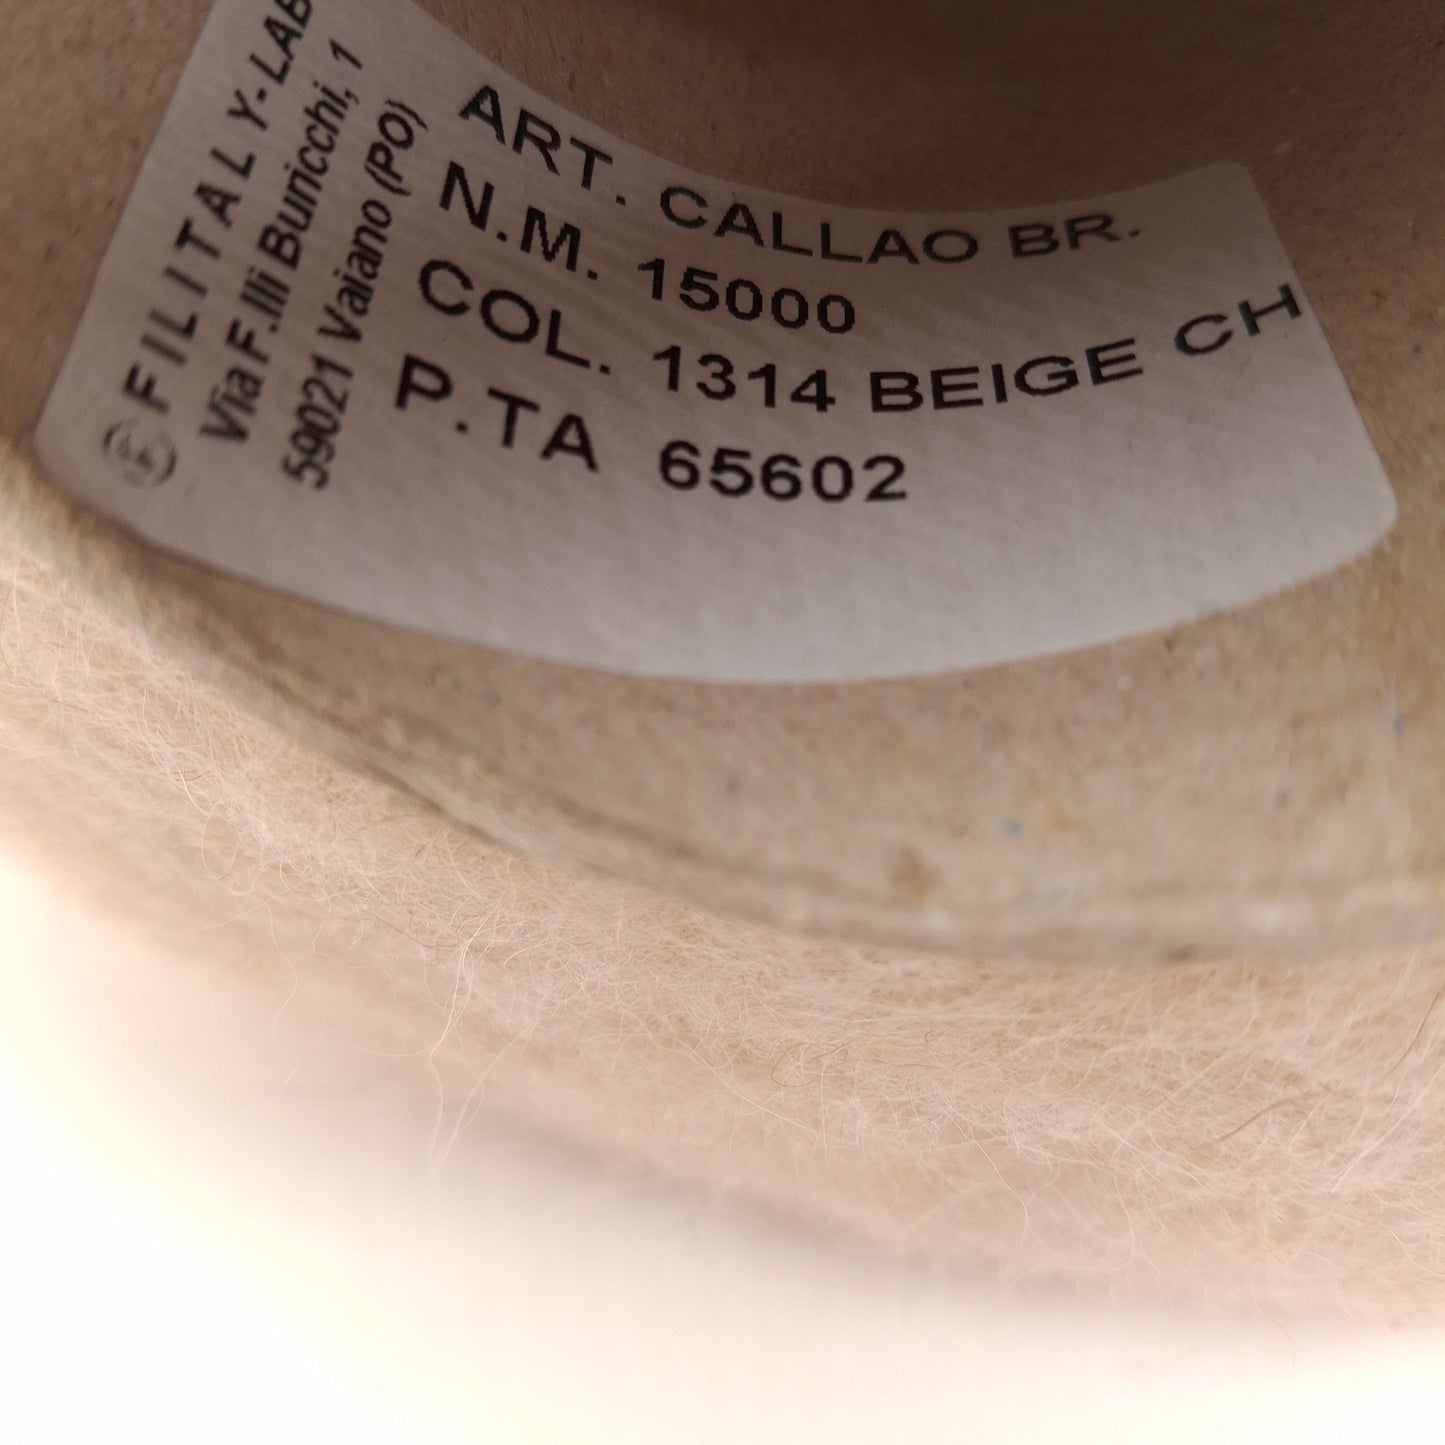 FILITALY-LAB
Via F.lli Buricchi, 1
59021 Vaiano (PO)
ART. CALLAO BR.
N.M. 15000
COL. 1314 BEIGE CH
P.TA 65602